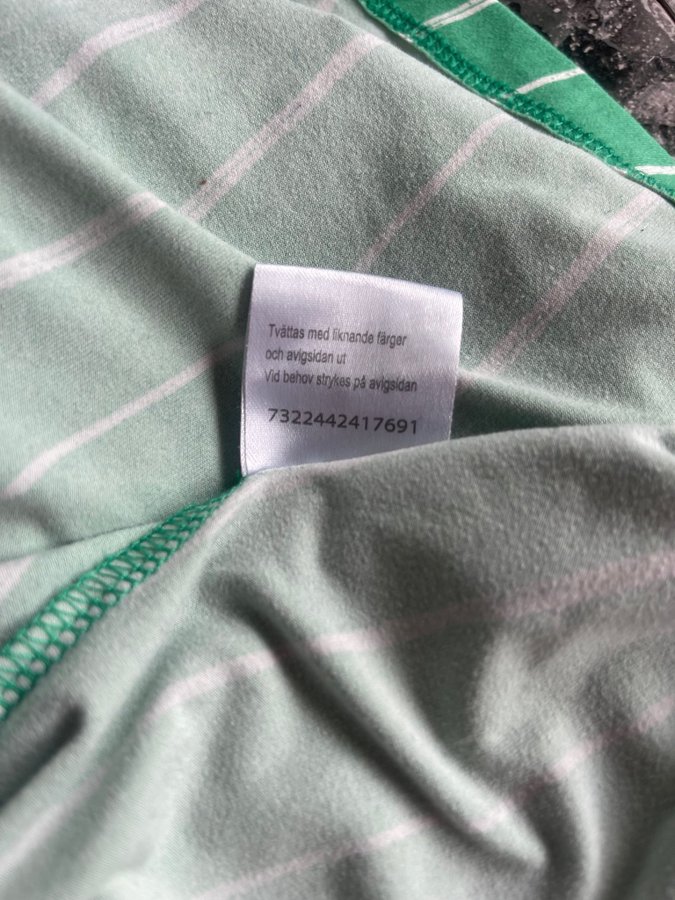 Tvättas med liknande färger
och avigsidan ut
Vid behov strykes på avigsidan
7322442417691